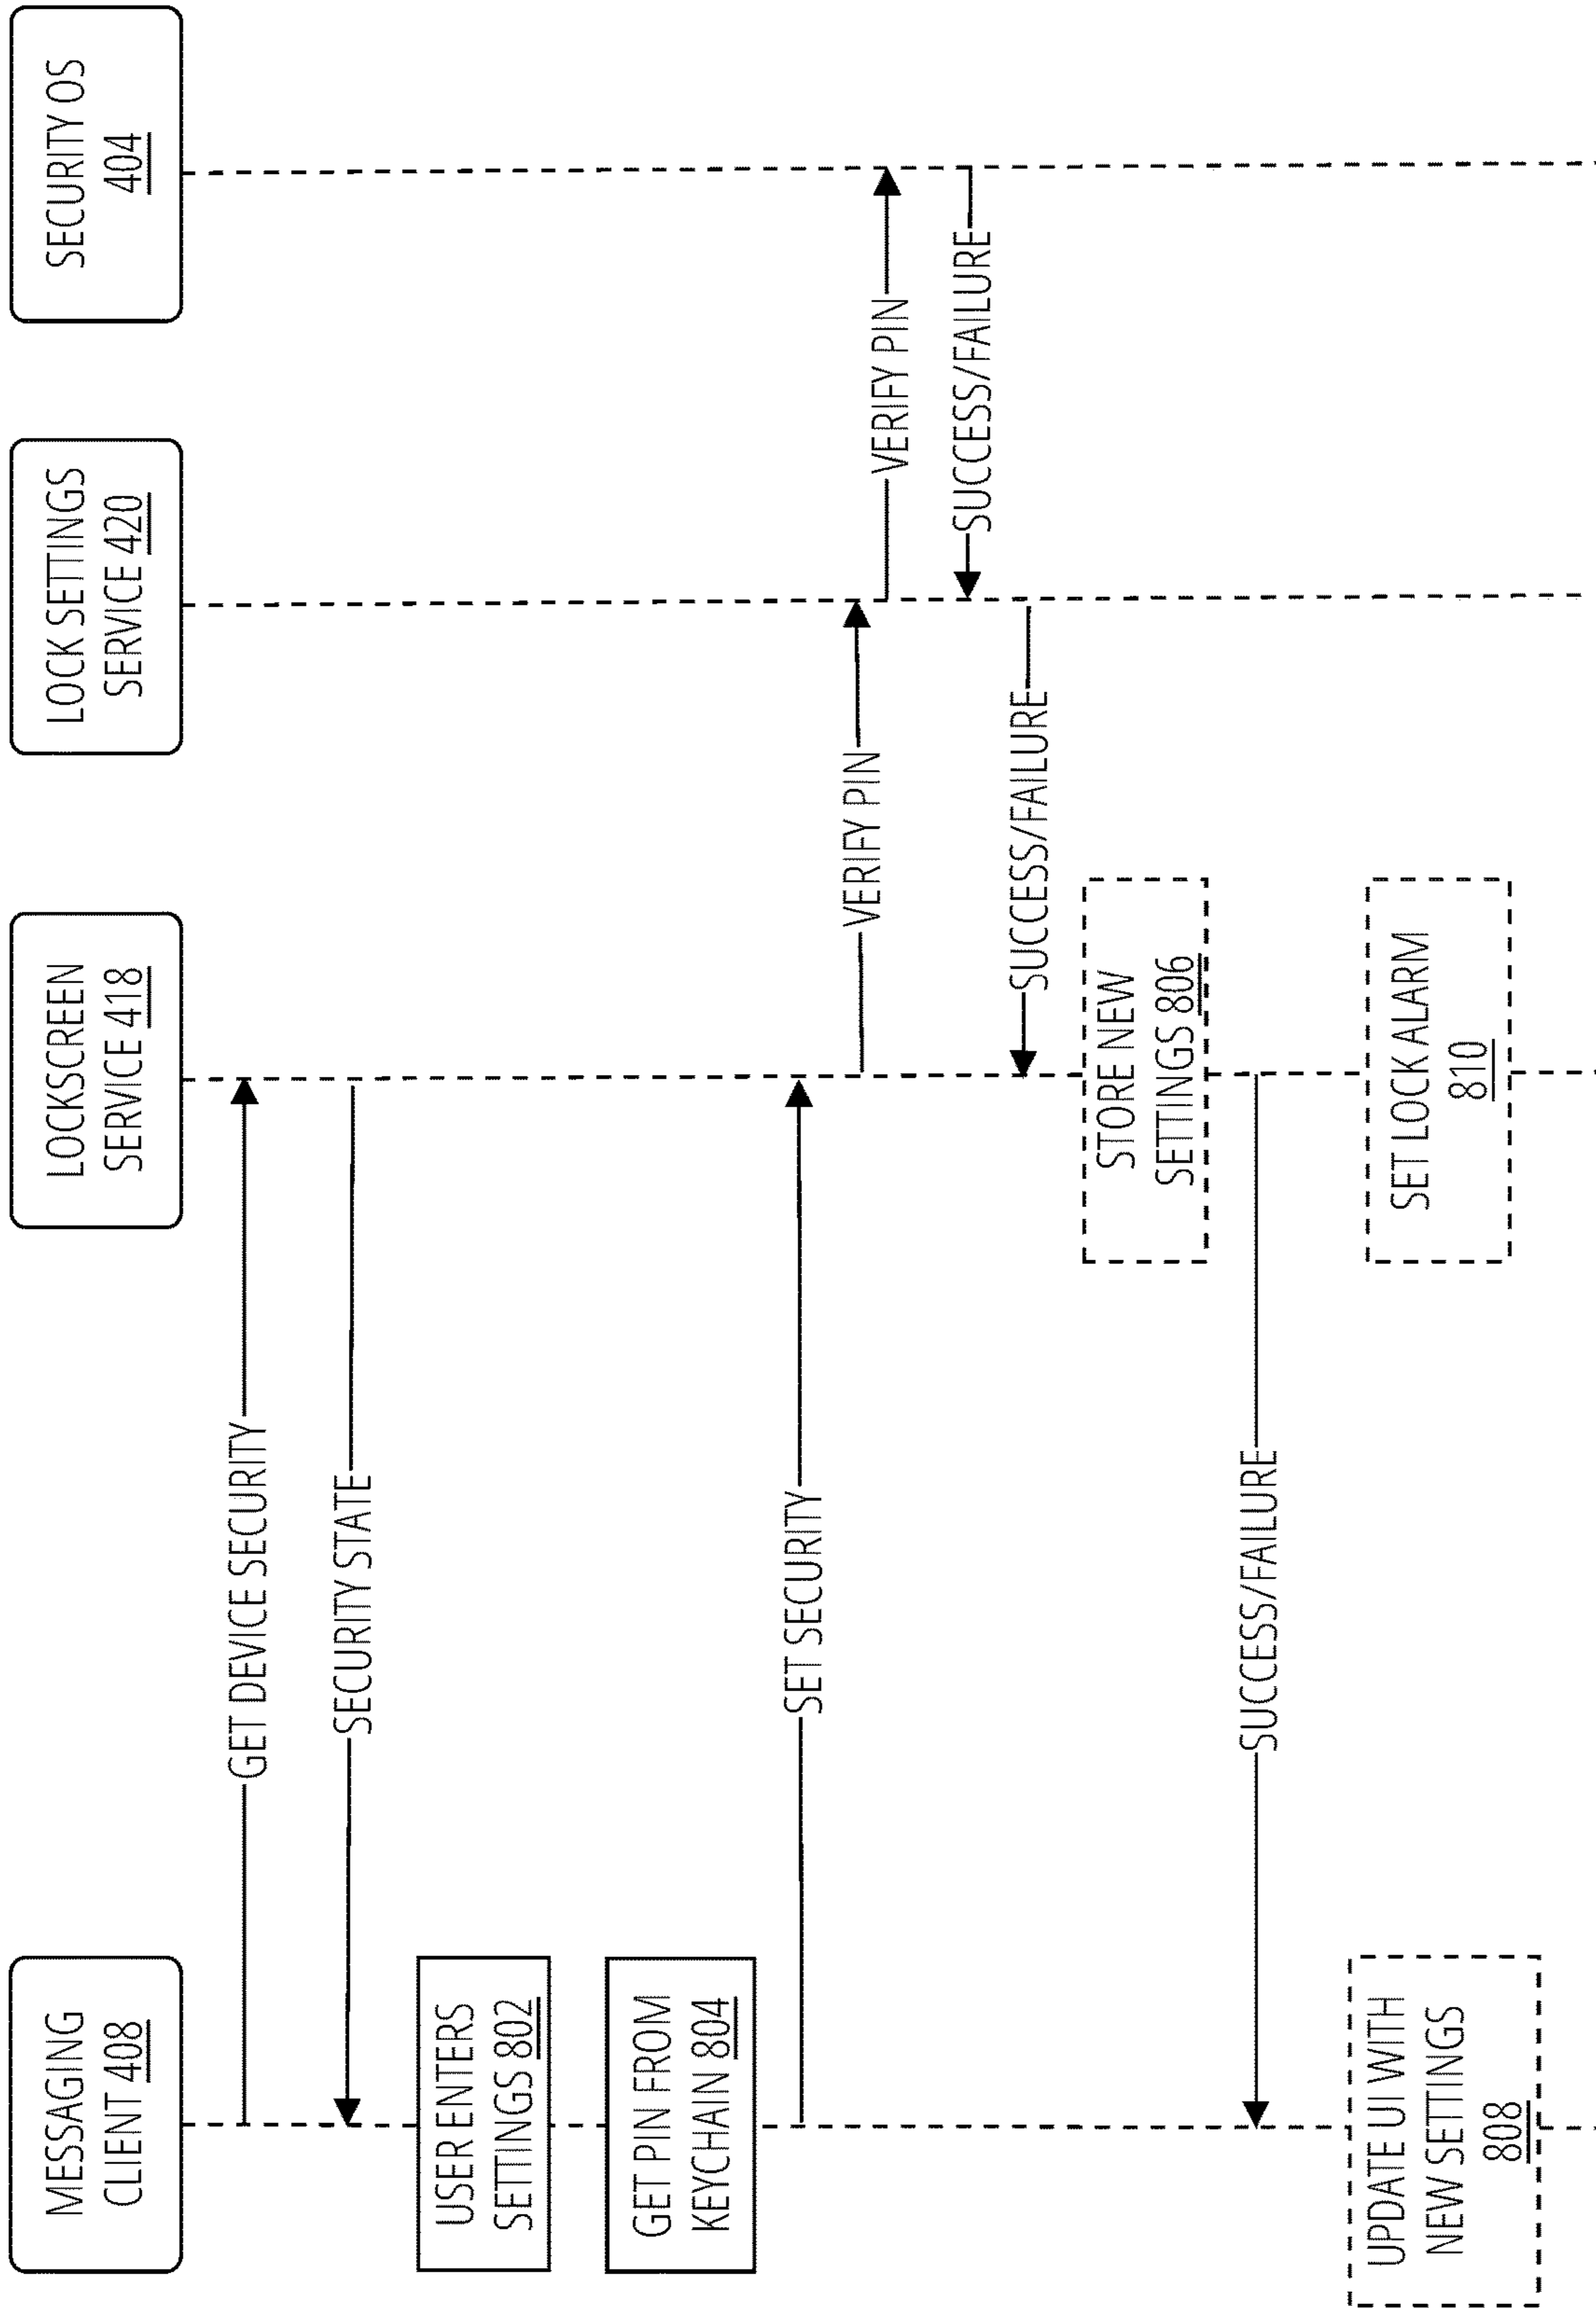 MESSAGING
CLIENT 408
LOCKSCREEN
SERVICE 418
LOCK SETTINGS
SERVICE 420
SECURITY OS
404
GET DEVICE SECURITY
SECURITY STATE
USER ENTERS
SETTINGS 802
GET PIN FROM
KEYCHAIN 804
SET SECURITY
VERIFY PIN
VERIFY PIN
SUCCESS/FAILURE
SUCCESS/FAILURE
STORE NEW
SETTINGS 806
SUCCESS/FAILURE
UPDATE UI WITH
NEW SETTINGS
808
SET LOCK ALARM
810